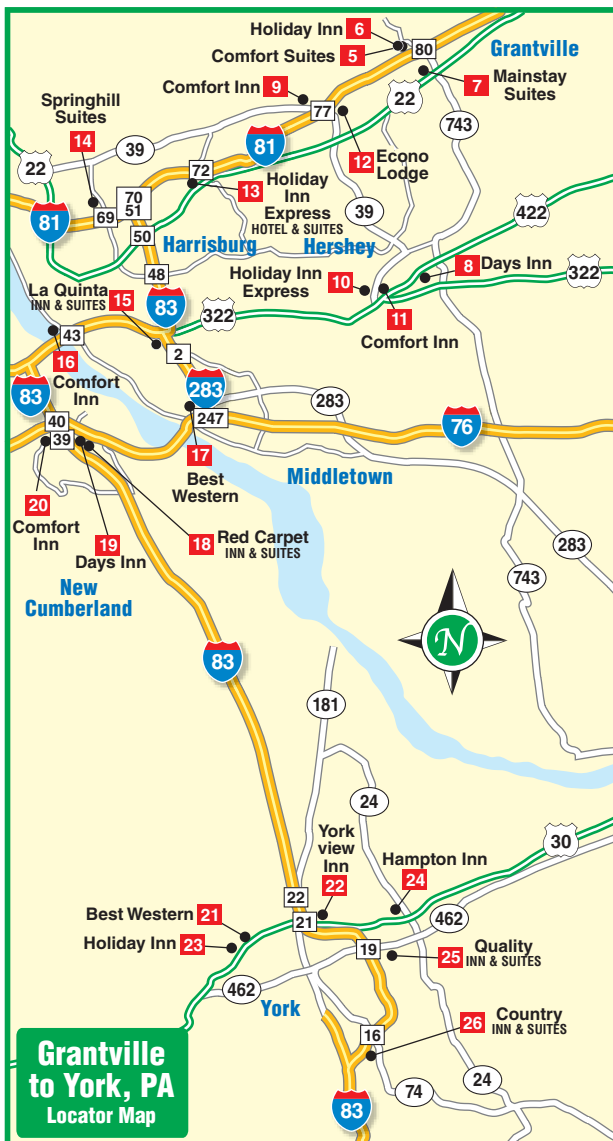 Holiday Inn 6
Comfort Suites 5
80
Grantville
Comfort Inn 9
7 Mainstay
Suites
22
Springhill
Suites
14
77
743
39
81
12 Econo
Lodge
22
72
13 Holiday
Inn
Express
HOTEL & SUITES
39
70
51
69
81
50
Harrisburg
Hershey
422
48
Holiday Inn
Express
10
8 Days Inn
322
La Quinta
INN & SUITES
15
83
322
11
Comfort Inn
43
2
16
Comfort
Inn
83
283
283
247
76
40
39
17
Best
Western
Middletown
20
Comfort
Inn
19
Days Inn
18 Red Carpet
INN & SUITES
283
New
Cumberland
743
N
83
181
24
York
view
Inn
22
30
Hampton Inn
24
22
Best Western 21
21
462
Holiday Inn 23
19
25 Quality
INN & SUITES
462
York
26 Country
INN & SUITES
16
Grantville
to York, PA
Locator Map
83
74
24